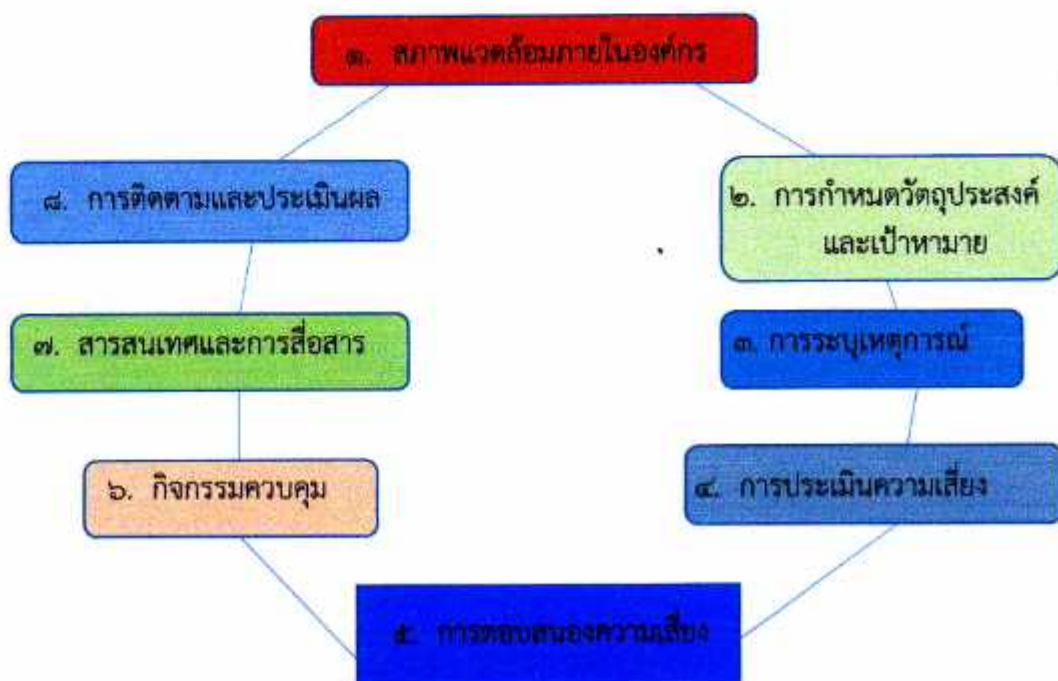 ๑. สภาพแวดล้อมภายในองค์กร
๒. การกำหนดวัตถุประสงค์
และเป้าหามาย
๓. การระบุเหตุการณ์
๔. การประเมินความเสี่ยง
๕. การตอบสนองความเสี่ยง
๖. กิจกรรมควบคุม
๗. สารสนเทศและการสื่อสาร
๘. การติดตามและประเมินผล